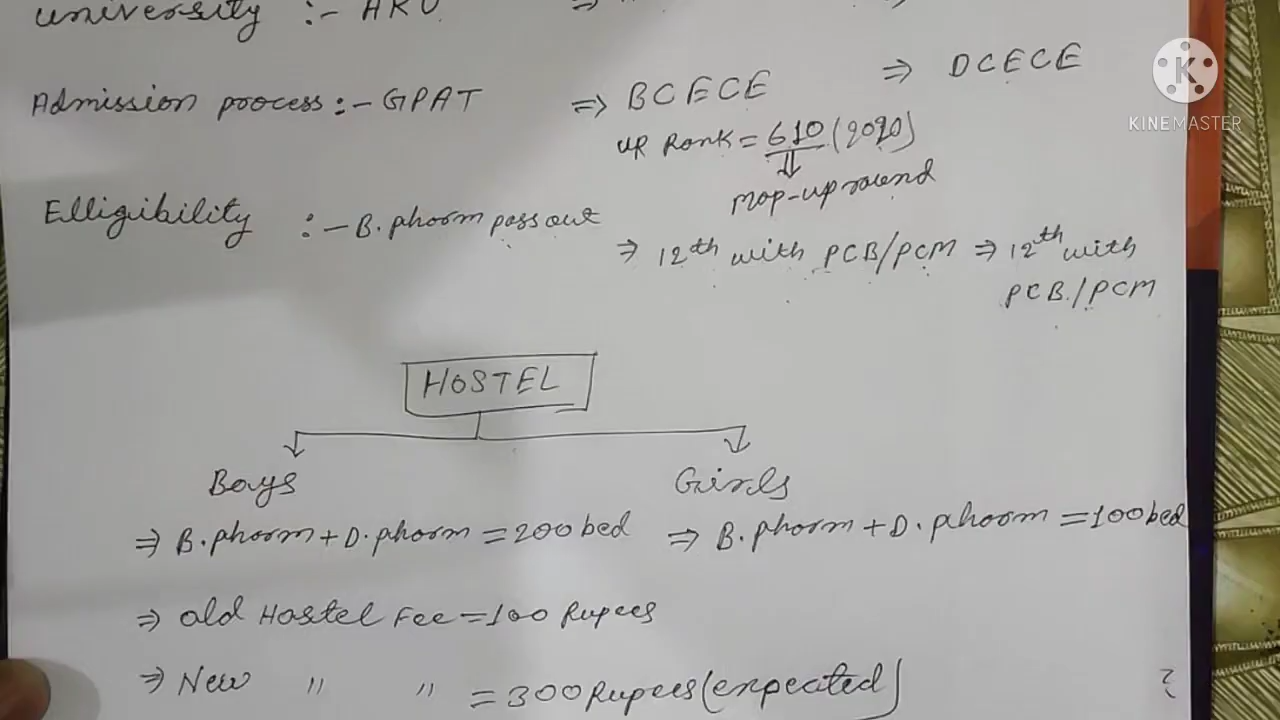 university :- AKU
Admission process :- GPAT ⇒ BCECE ⇒ DCECE
UR Rank = 610 (2020)
⇓
Mop-up round
Elligibility :- B. pharm pass out ⇒ 12th with PCB/PCM ⇒ 12th with
PCB./PCM
HOSTEL
Boys Girls
⇒ B. pharm + D. pharm = 200 bed ⇒ B. pharm + D. pharm = 100 bed
⇒ old Hostel Fee = 100 Rupees
⇒ New " " = 300 Rupees (expected)
K
KINEMASTER